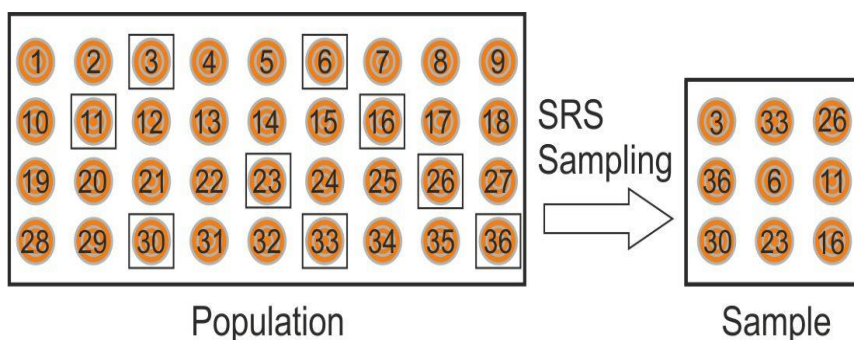 1 2 3 4 5 6 7 8 9
10 11 12 13 14 15 16 17 18
19 20 21 22 23 24 25 26 27
28 29 30 31 32 33 34 35 36
Population
SRS
Sampling
3 33 26
36 6 11
30 23 16
Sample